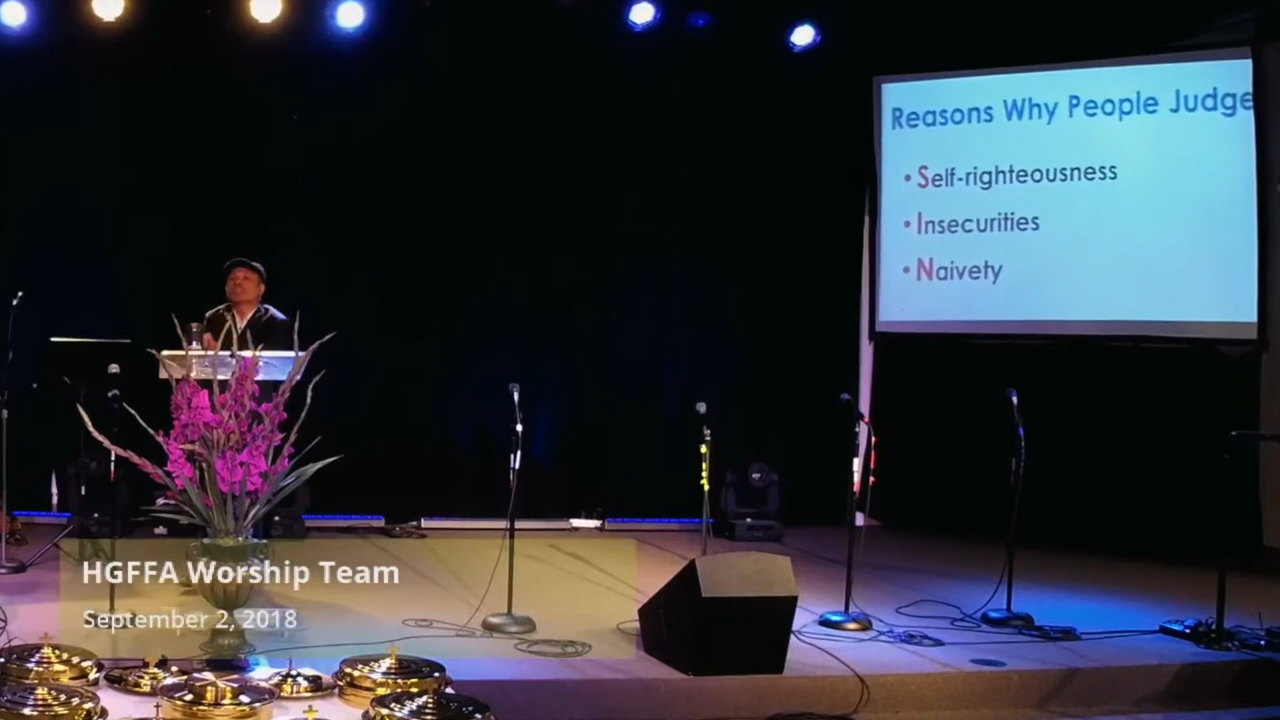 Reasons Why People Judge
• Self-righteousness
• Insecurities
• Naivety
HGFFA Worship Team
September 2, 2018